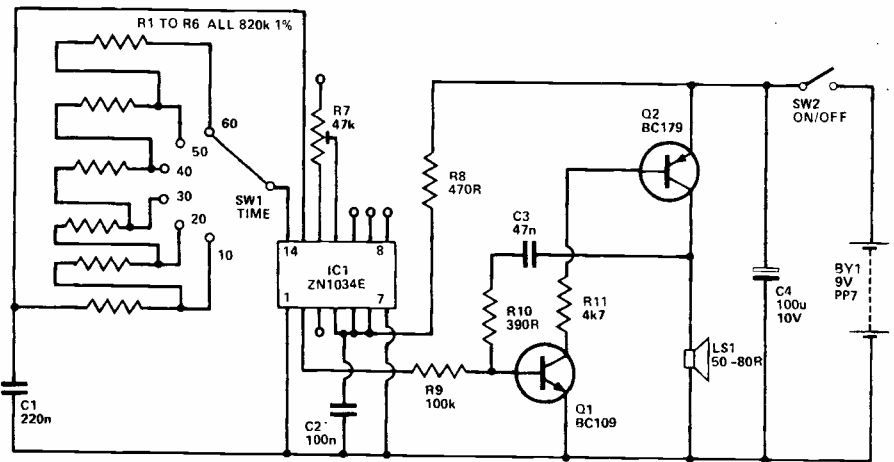 R1 TO R6 ALL 820k 1%
60
50
40
30
20
10
SW1
TIME
R7
47k
14
8
IC1
ZN1034E
1
7
R8
470R
Q2
BC179
SW2
ON/OFF
C3
47n
R10
390R
R11
4k7
C4
100u
10V
BY1
9V
PP7
LS1
50-80R
R9
100k
Q1
BC109
C2
100n
C1
220n